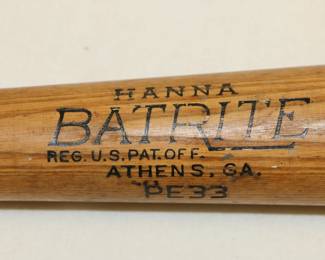 HANNA
BATRITE
REG. U.S. PAT. OFF.
ATHENS, GA.
PE33